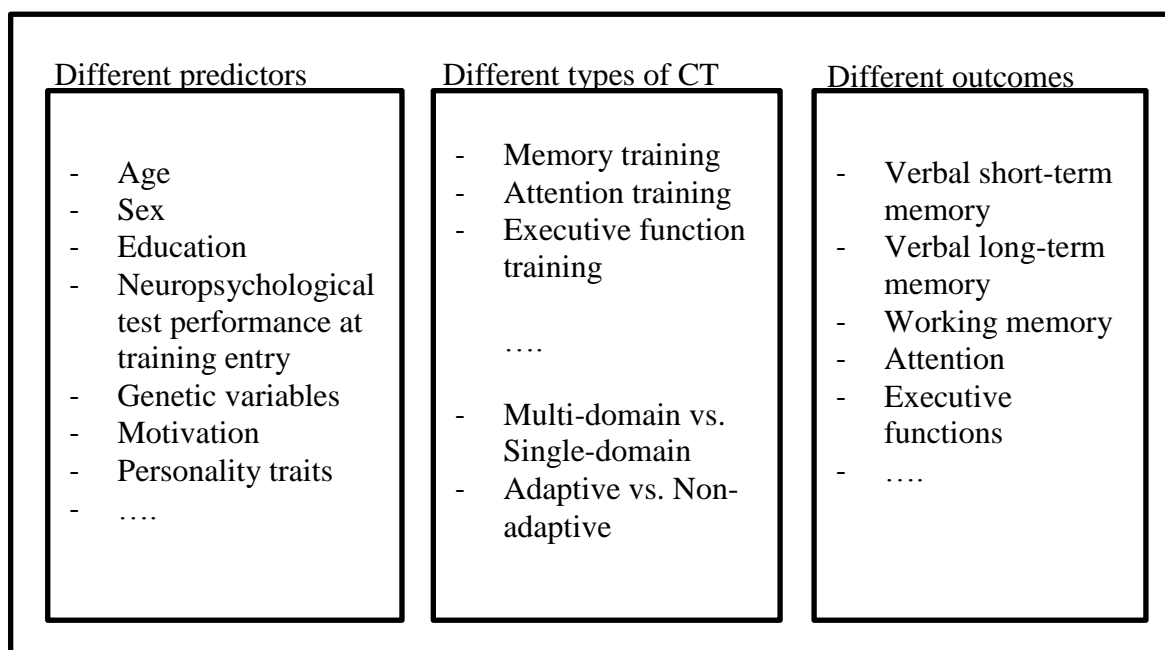 Different predictors
- Age
- Sex
- Education
- Neuropsychological
test performance at
training entry
- Genetic variables
- Motivation
- Personality traits
- ….
Different types of CT
- Memory training
- Attention training
- Executive function
training
….
- Multi-domain vs.
Single-domain
- Adaptive vs. Non-
adaptive
Different outcomes
- Verbal short-term
memory
- Verbal long-term
memory
- Working memory
- Attention
- Executive
functions
- ….